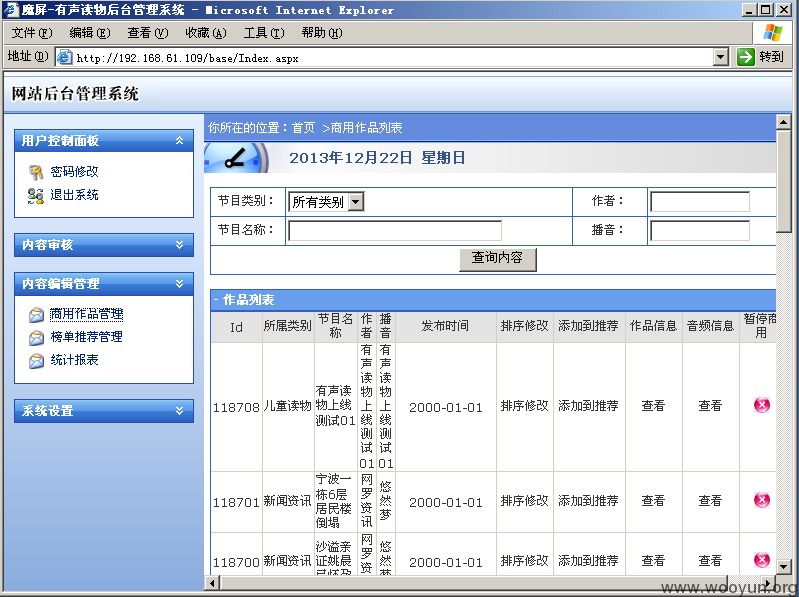 魔屏-有声读物后台管理系统 - Microsoft Internet Explorer
文件(F) 编辑(E) 查看(V) 收藏(A) 工具(T) 帮助(H)
地址(D) http://192.168.61.109/base/Index.aspx 转到
网站后台管理系统
用户控制面板
密码修改
退出系统
内容审核
内容编辑管理
商用作品管理
榜单推荐管理
统计报表
系统设置
你所在的位置：首页 >商用作品列表
2013年12月22日 星期日
节目类别： 所有类别 作者：
节目名称： 播音：
查询内容
- 作品列表
Id 所属类别 节目名称 作者 播音 发布时间 排序修改 添加到推荐 作品信息 音频信息 暂停商用
118708 儿童读物 有声读物上线测试01 有声读物上线测试01 有声读物上线测试01 2000-01-01 排序修改 添加到推荐 查看 查看
118701 新闻资讯 宁波一栋6层居民楼倒塌 网罗资讯 悠然梦 2000-01-01 排序修改 添加到推荐 查看 查看
118700 新闻资讯 沙溢亲证姚晨 网罗资 悠然梦 2000-01-01 排序修改 添加到推荐 查看 查看
www.wooyun.org